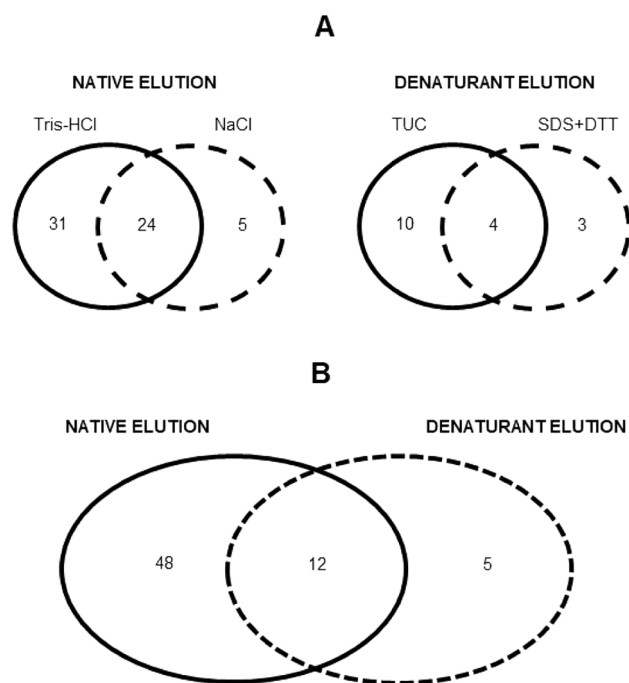 A
NATIVE ELUTION
DENATURANT ELUTION
Tris-HCl
NaCl
TUC
SDS+DTT
31
24
5
10
4
3
B
NATIVE ELUTION
DENATURANT ELUTION
48
12
5